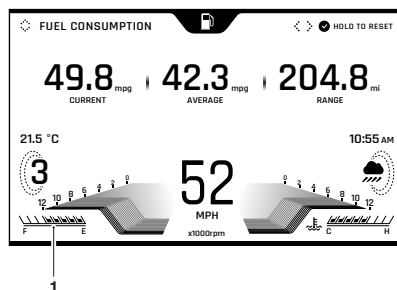 FUEL CONSUMPTION
HOLD TO RESET
49.8 mpg 42.3 mpg 204.8 mi
CURRENT AVERAGE RANGE
21.5 °C 10:55 AM
3
52
MPH
x1000rpm
12 10 8 6 4 2 0
0 2 4 6 8 10 12
F E
C H
1